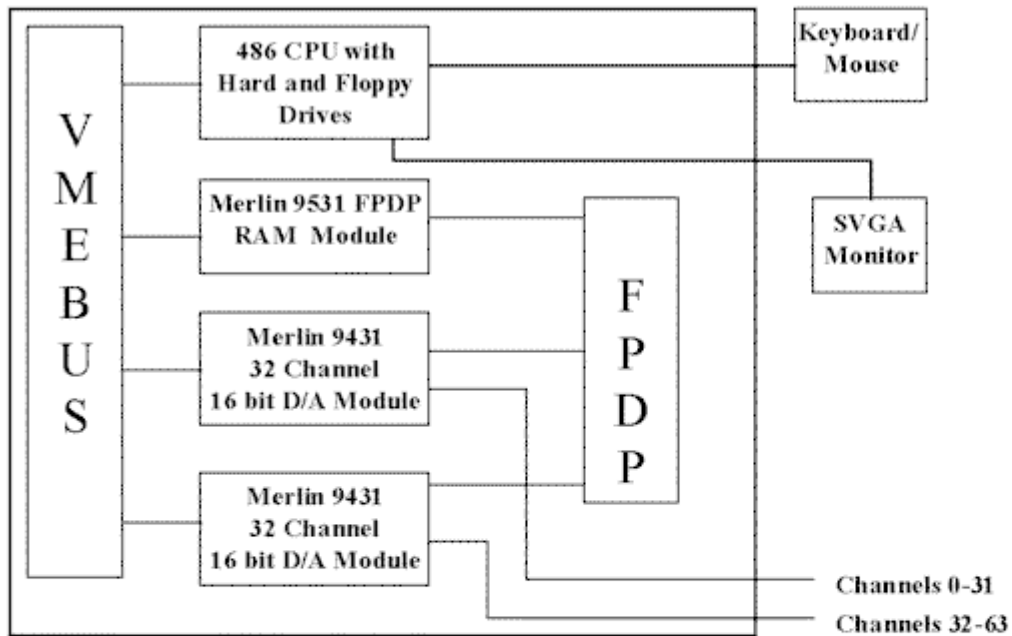 V
M
E
B
U
S
486 CPU with
Hard and Floppy
Drives
Keyboard/
Mouse
Merlin 9531 FPDP
RAM Module
SVGA
Monitor
Merlin 9431
32 Channel
16 bit D/A Module
F
P
D
P
Merlin 9431
32 Channel
16 bit D/A Module
Channels 0-31
Channels 32-63